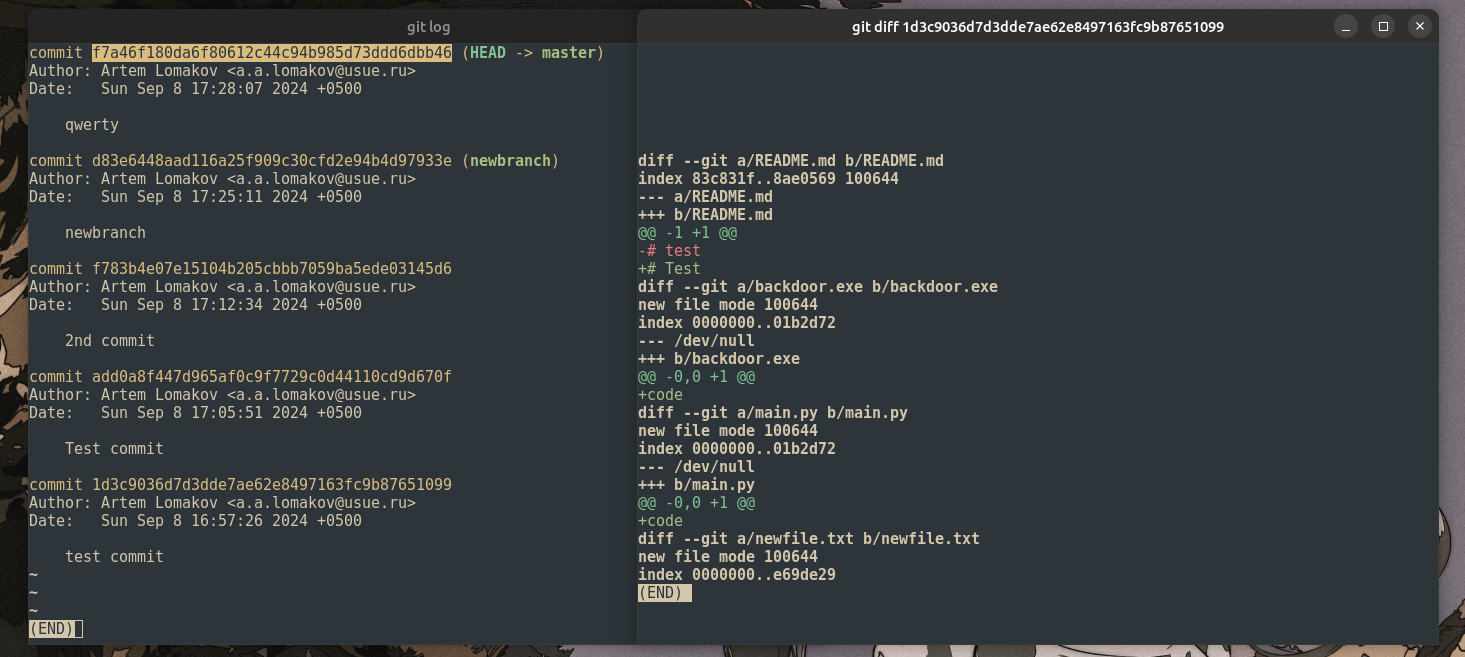 git log
commit f7a46f180da6f80612c44c94b985d73ddd6dbb46 (HEAD -> master)
Author: Artem Lomakov <a.a.lomakov@usue.ru>
Date:   Sun Sep 8 17:28:07 2024 +0500
qwerty
commit d83e6448aad116a25f909c30cfd2e94b4d97933e (newbranch)
Author: Artem Lomakov <a.a.lomakov@usue.ru>
Date:   Sun Sep 8 17:25:11 2024 +0500
newbranch
commit f783b4e07e15104b205cbbb7059ba5ede03145d6
Author: Artem Lomakov <a.a.lomakov@usue.ru>
Date:   Sun Sep 8 17:12:34 2024 +0500
2nd commit
commit add0a8f447d965af0c9f7729c0d44110cd9d670f
Author: Artem Lomakov <a.a.lomakov@usue.ru>
Date:   Sun Sep 8 17:05:51 2024 +0500
Test commit
commit 1d3c9036d7d3dde7ae62e8497163fc9b87651099
Author: Artem Lomakov <a.a.lomakov@usue.ru>
Date:   Sun Sep 8 16:57:26 2024 +0500
test commit
~
~
~
(END)
git diff 1d3c9036d7d3dde7ae62e8497163fc9b87651099
diff --git a/README.md b/README.md
index 83c831f..8ae0569 100644
--- a/README.md
+++ b/README.md
@@ -1 +1 @@
-# test
+# Test
diff --git a/backdoor.exe b/backdoor.exe
new file mode 100644
index 0000000..01b2d72
--- /dev/null
+++ b/backdoor.exe
@@ -0,0 +1 @@
+code
diff --git a/main.py b/main.py
new file mode 100644
index 0000000..01b2d72
--- /dev/null
+++ b/main.py
@@ -0,0 +1 @@
+code
diff --git a/newfile.txt b/newfile.txt
new file mode 100644
index 0000000..e69de29
(END)